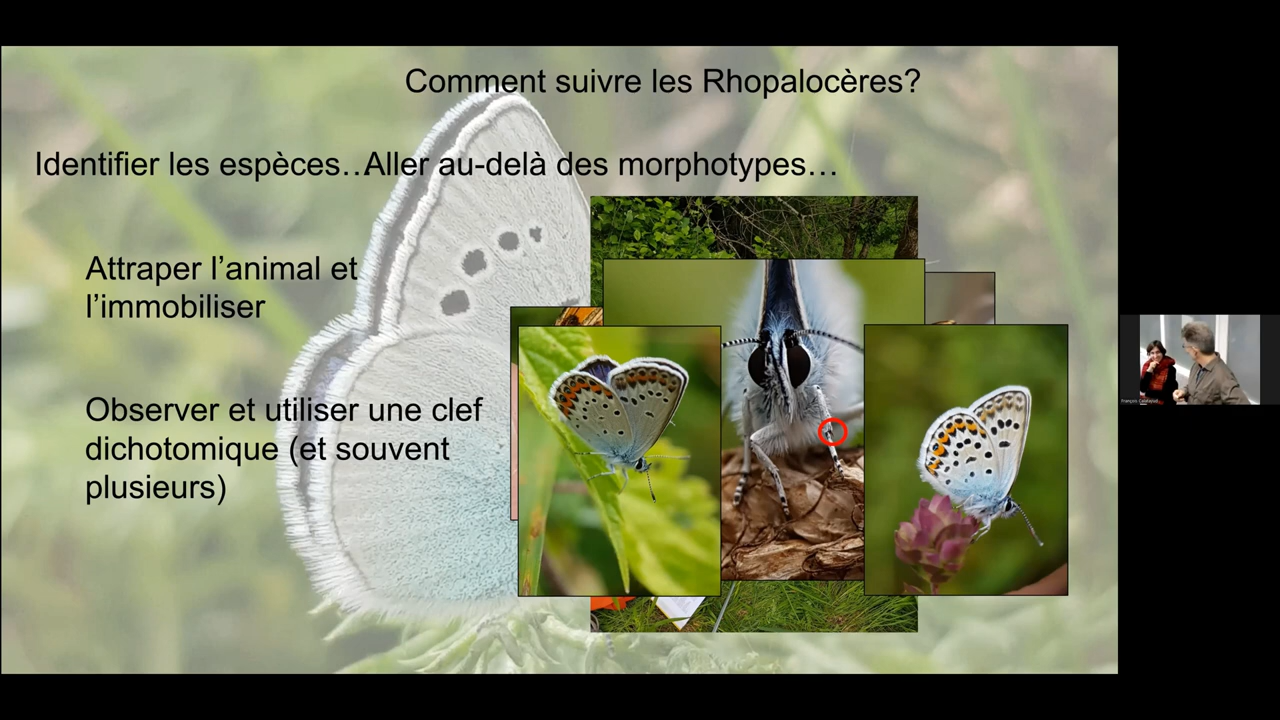 Comment suivre les Rhopalocères?
Identifier les espèces…Aller au-delà des morphotypes…
Attraper l’animal et
l’immobiliser
Observer et utiliser une clef
dichotomique (et souvent
plusieurs)